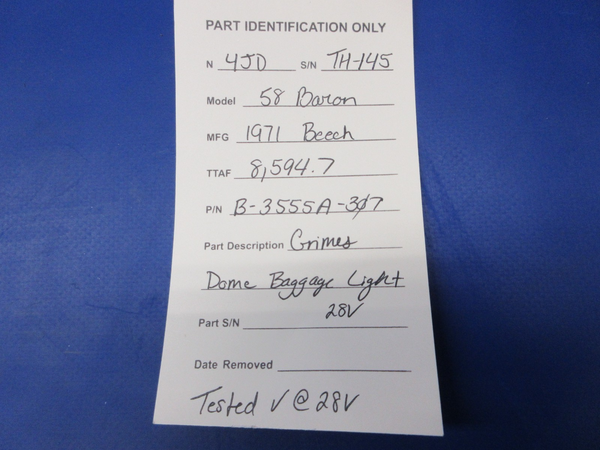 PART IDENTIFICATION ONLY
N 4JD S/N TH-145
Model 58 Baron
MFG 1971 Beech
TTAF 8,594.7
P/N B-3555A-307
Part Description Grimes
Dome Baggage Light
28V
Part S/N
Date Removed
Tested √ @ 28V